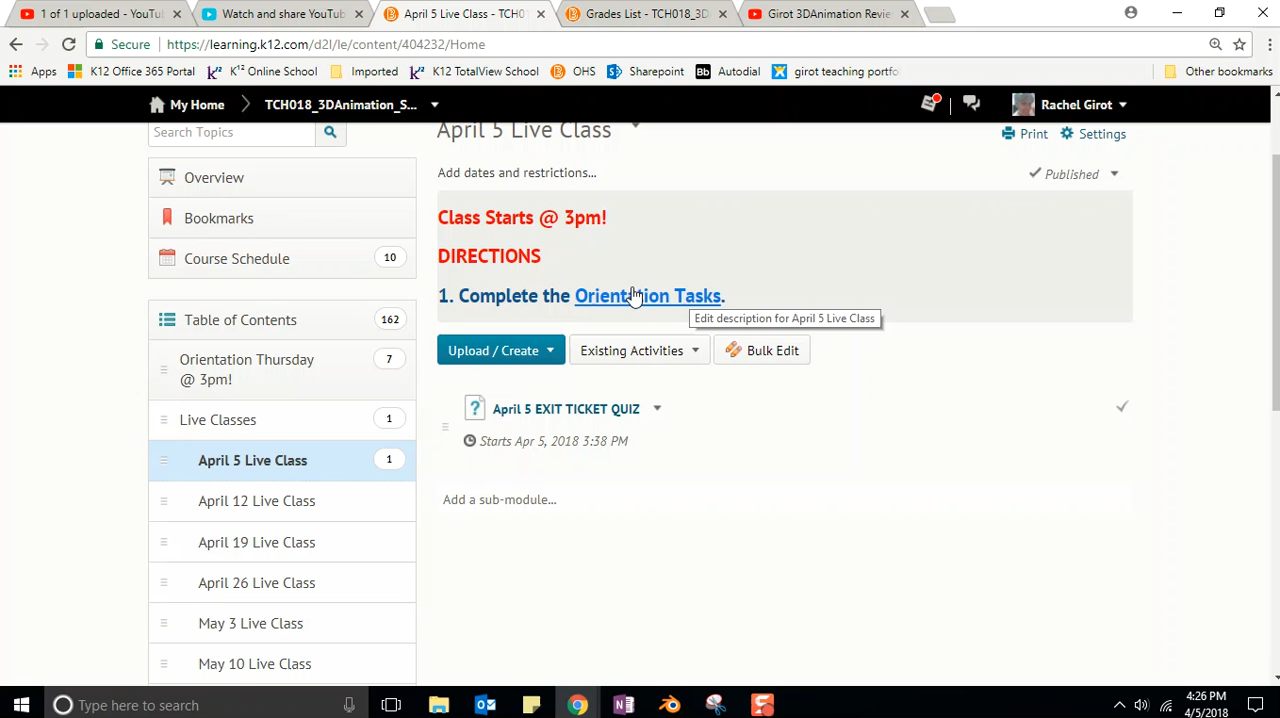 1 of 1 uploaded - YouTu
Watch and share YouTub
April 5 Live Class - TCH01
Grades List - TCH018_3D
Girot 3DAnimation Revie
Secure
https://learning.k12.com/d2l/le/content/404232/Home
Apps
K12 Office 365 Portal
K¹² Online School
Imported
K12 TotalView School
OHS
Sharepoint
Bb
Autodial
girot teaching portfo
Other bookmarks
My Home
TCH018_3DAnimation_S...
Rachel Girot
Search Topics
April 5 Live Class
Print
Settings
Add dates and restrictions...
Published
Overview
Bookmarks
Course Schedule
10
Class Starts @ 3pm!
DIRECTIONS
1. Complete the Orientation Tasks.
Edit description for April 5 Live Class
Table of Contents
162
Orientation Thursday
@ 3pm!
7
Live Classes
1
April 5 Live Class
1
April 12 Live Class
April 19 Live Class
April 26 Live Class
May 3 Live Class
May 10 Live Class
Upload / Create
Existing Activities
Bulk Edit
April 5 EXIT TICKET QUIZ
Starts Apr 5, 2018 3:38 PM
Add a sub-module...
Type here to search
4:26 PM
4/5/2018